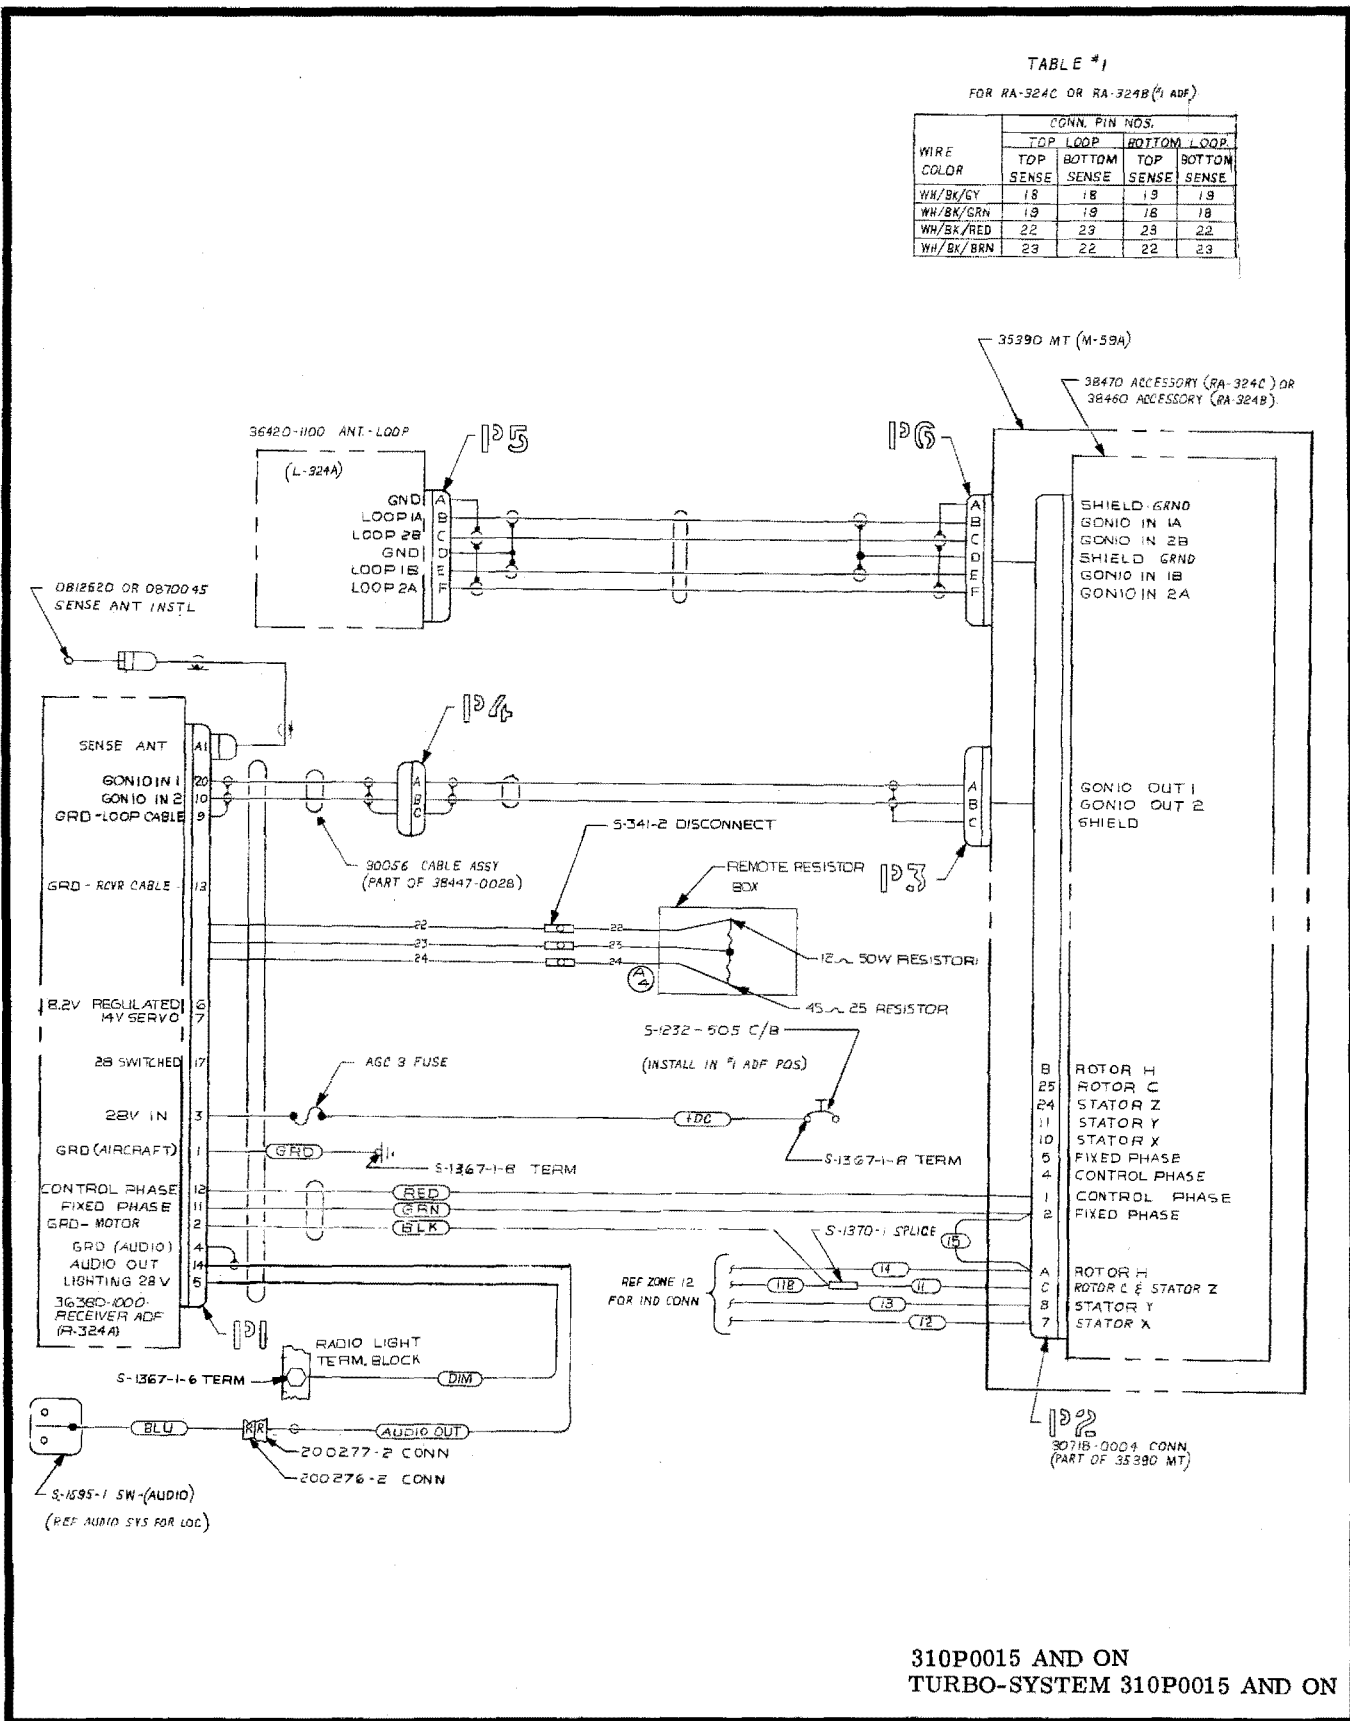 TABLE #1
FOR RA-324C OR RA-324B (#1 ADF)
CONN. PIN NOS.
TOP LOOP BOTTOM LOOP
WIRE COLOR TOP SENSE BOTTOM SENSE TOP SENSE BOTTOM SENSE
WH/BK/GY 18 18 19 19
WH/BK/GRN 19 19 18 18
WH/BK/RED 22 23 23 22
WH/BK/BRN 23 22 22 23
35390 MT (M-59A)
38470 ACCESSORY (RA-324C) OR
38460 ACCESSORY (RA-324B)
36420-1100 ANT.-LOOP
(L-324A)
P5
P6
GND A
LOOP 1A B
LOOP 2B C
GND D
LOOP 1B E
LOOP 2A F
A SHIELD GRND
B GONIO IN 1A
C GONIO IN 2B
D SHIELD GRND
E GONIO IN 1B
F GONIO IN 2A
0812620 OR 0870045
SENSE ANT INSTL
P4
SENSE ANT A1
GONIO IN 1 20
GONIO IN 2 10
GRD-LOOP CABLE 9
A
B
C
A GONIO OUT 1
B GONIO OUT 2
C SHIELD
P3
S-341-2 DISCONNECT
30056 CABLE ASSY
(PART OF 38447-0028)
REMOTE RESISTOR
BOX
GRD - RCVR CABLE 13
22 22
23 23
24 24
A
4
12 Ω 50W RESISTOR
45 Ω 25 RESISTOR
8.2V REGULATED 6
14V SERVO 7
S-1232-505 C/B
(INSTALL IN #1 ADF POS)
28 SWITCHED 17
AGC 3 FUSE
28V IN 3
+DC
GRD (AIRCRAFT) 1
GRD
S-1367-1-8 TERM
S-1367-1-8 TERM
B ROTOR H
25 ROTOR C
24 STATOR Z
11 STATOR Y
10 STATOR X
5 FIXED PHASE
4 CONTROL PHASE
1 CONTROL PHASE
2 FIXED PHASE
CONTROL PHASE 12 RED
FIXED PHASE 11 GRN
GRD-MOTOR 2 BLK
GRD (AUDIO) 4
AUDIO OUT 14
LIGHTING 28V 5
36360-1000-
RECEIVER ADF
(R-324A)
P1
S-1370-1 SPLICE
15
REF ZONE 12
FOR IND CONN
14
11B 11
13
12
A ROTOR H
C ROTOR C & STATOR Z
8 STATOR Y
7 STATOR X
RADIO LIGHT
TERM. BLOCK
S-1367-1-6 TERM
DIM
BLU
R R
AUDIO OUT
200277-2 CONN
200276-2 CONN
S-1595-1 SW-(AUDIO)
(REF AUDIO SYS FOR LOC)
P2
30718-0004 CONN
(PART OF 35390 MT)
310P0015 AND ON
TURBO-SYSTEM 310P0015 AND ON